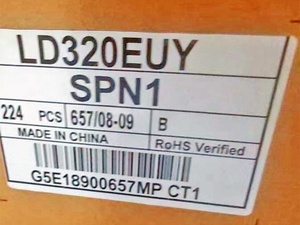 LD320EUY
SPN1
224 PCS 657/08-09 B
MADE IN CHINA RoHS Verified
G5E18900657MP CT1